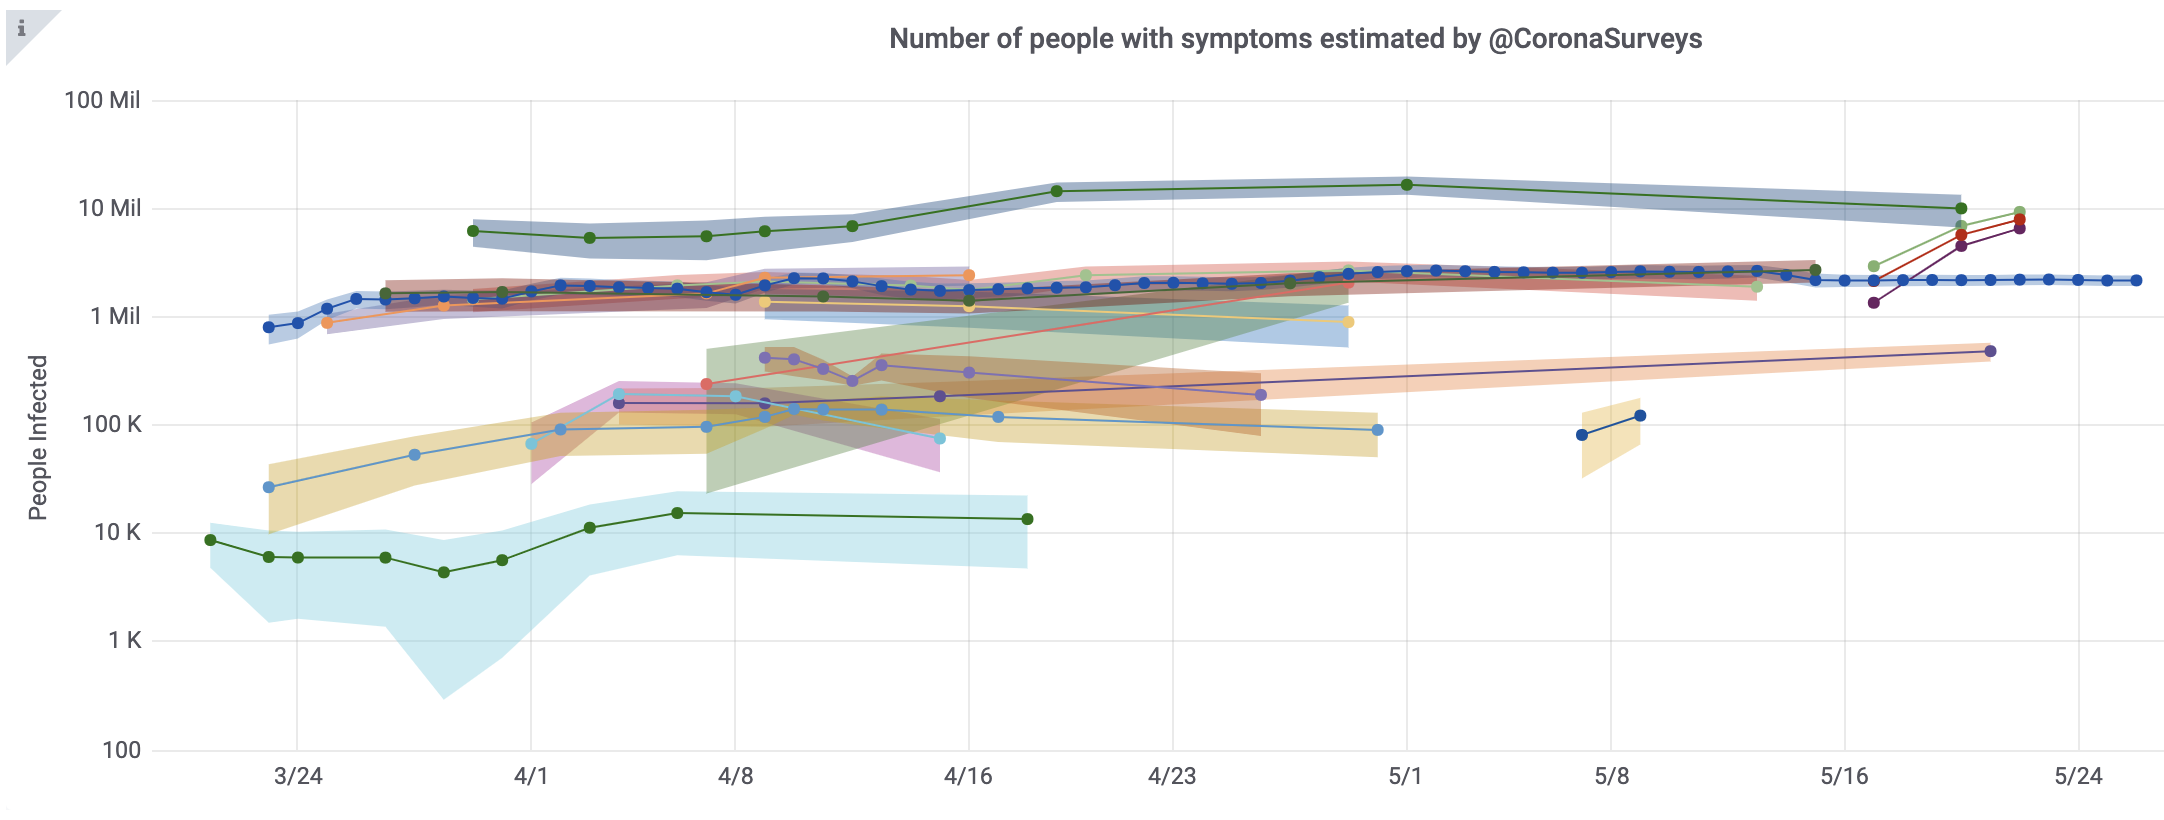 i
Number of people with symptoms estimated by @CoronaSurveys
100 Mil
10 Mil
1 Mil
100 K
10 K
1 K
100
People Infected
3/24 4/1 4/8 4/16 4/23 5/1 5/8 5/16 5/24